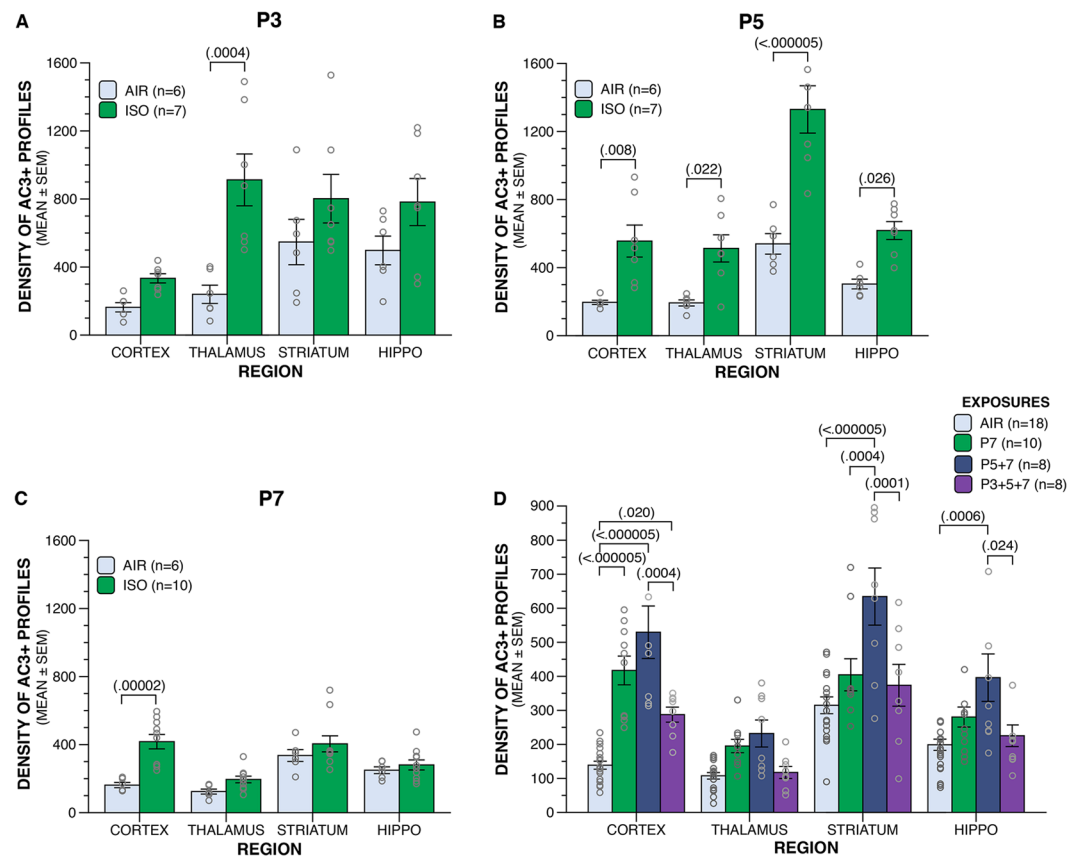 A
P3
(.0004)
1600
1200
800
400
0
AIR (n=6)
ISO (n=7)
DENSITY OF AC3+ PROFILES
(MEAN ± SEM)
CORTEX THALAMUS STRIATUM HIPPO
REGION
B
P5
(<.000005)
(.008)
(.022)
(.026)
1600
1200
800
400
0
AIR (n=6)
ISO (n=7)
DENSITY OF AC3+ PROFILES
(MEAN ± SEM)
CORTEX THALAMUS STRIATUM HIPPO
REGION
C
P7
(.00002)
1600
1200
800
400
0
AIR (n=6)
ISO (n=10)
DENSITY OF AC3+ PROFILES
(MEAN ± SEM)
CORTEX THALAMUS STRIATUM HIPPO
REGION
D
EXPOSURES
AIR (n=18)
P7 (n=10)
P5+7 (n=8)
P3+5+7 (n=8)
(<.000005)
(.0004)
(.0001)
(.020)
(<.000005)
(<.000005)
(.0004)
(.0006)
(.024)
900
800
700
600
500
400
300
200
100
0
DENSITY OF AC3+ PROFILES
(MEAN ± SEM)
CORTEX THALAMUS STRIATUM HIPPO
REGION